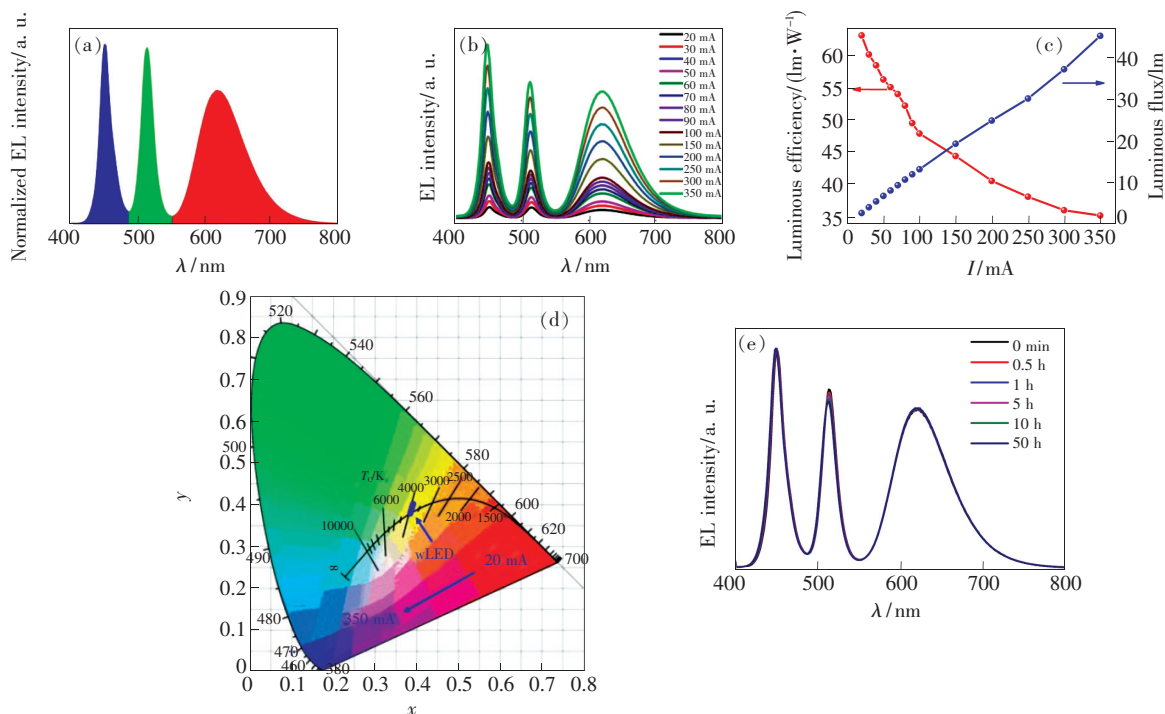 (a)
Normalized EL intensity/a. u.
400 500 600 700 800
λ/nm
(b)
EL intensity/a. u.
20 mA
30 mA
40 mA
50 mA
60 mA
70 mA
80 mA
90 mA
100 mA
150 mA
200 mA
250 mA
300 mA
350 mA
400 500 600 700 800
λ/nm
(c)
Luminous efficiency/(lm·W⁻¹)
60
55
50
45
40
35
Luminous flux/lm
40
30
20
10
0
0 50 100 150 200 250 300 350
I/mA
(d)
y
0.9
0.8
0.7
0.6
0.5
0.4
0.3
0.2
0.1
0
520
540
560
580
600
620
700
500
490
480
470
460
380
Tc/K
10000
6000
4000
3000
2500
2000
1500
∞
wLED
20 mA
350 mA
0.1 0.2 0.3 0.4 0.5 0.6 0.7 0.8
x
(e)
EL intensity/a. u.
0 min
0.5 h
1 h
5 h
10 h
50 h
400 500 600 700 800
λ/nm